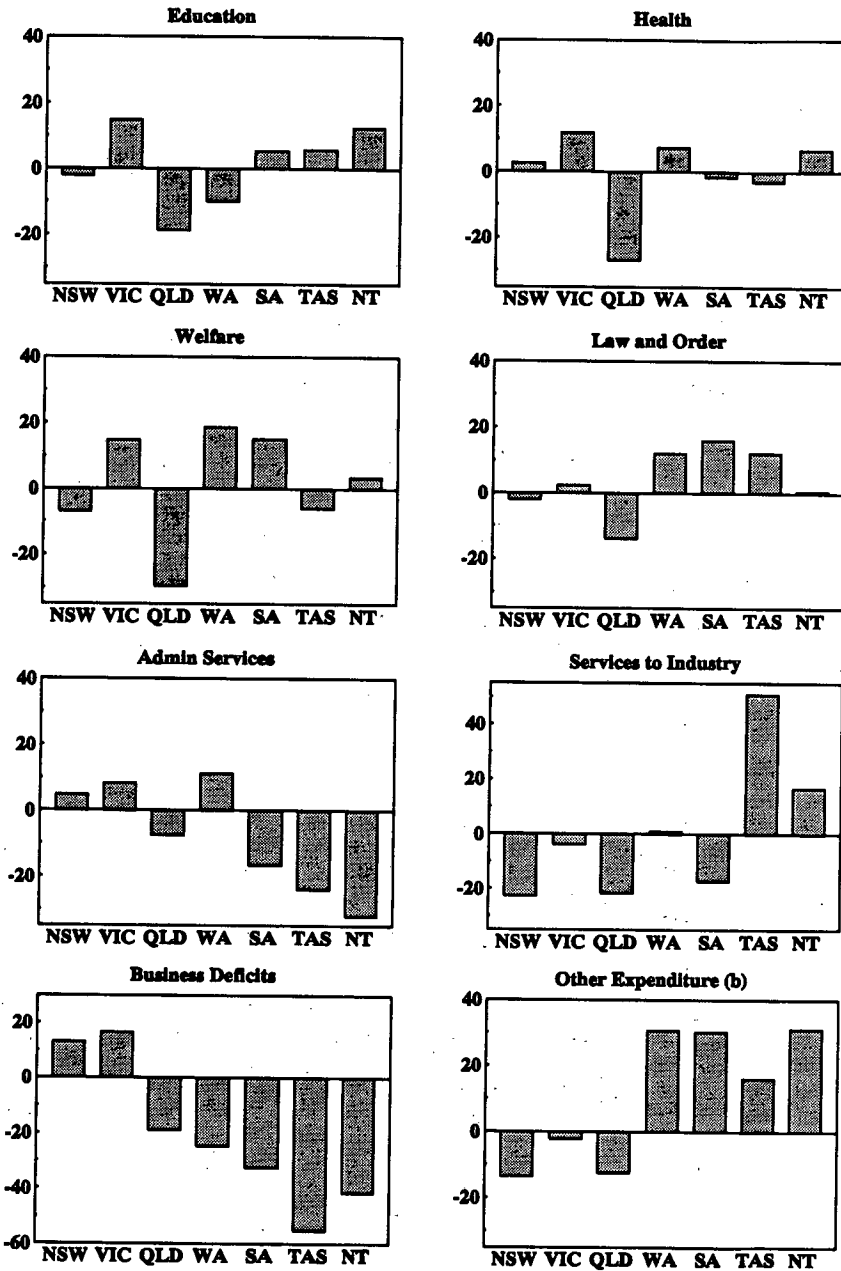 Education
40
20
0
-20
NSW VIC QLD WA SA TAS NT
Health
40
20
0
-20
NSW VIC QLD WA SA TAS NT
Welfare
40
20
0
-20
NSW VIC QLD WA SA TAS NT
Law and Order
40
20
0
-20
NSW VIC QLD WA SA TAS NT
Admin Services
40
20
0
-20
NSW VIC QLD WA SA TAS NT
Services to Industry
40
20
0
-20
NSW VIC QLD WA SA TAS NT
Business Deficits
20
0
-20
-40
-60
NSW VIC QLD WA SA TAS NT
Other Expenditure (b)
40
20
0
-20
NSW VIC QLD WA SA TAS NT